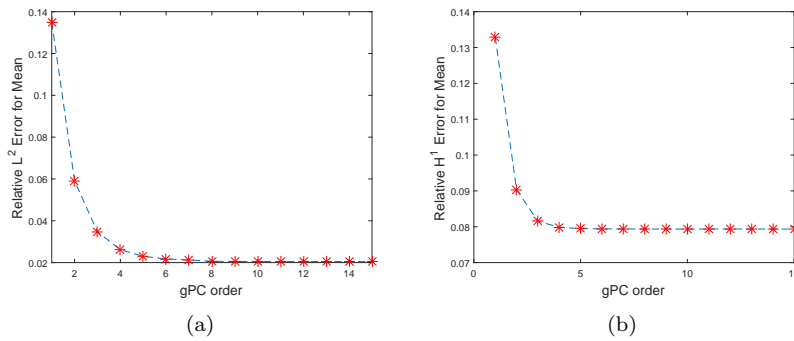 0.14
0.12
0.1
0.08
0.06
0.04
0.02
Relative L² Error for Mean
2 4 6 8 10 12 14
gPC order
(a)
0.14
0.13
0.12
0.11
0.1
0.09
0.08
0.07
Relative H¹ Error for Mean
0 5 10 15
gPC order
(b)